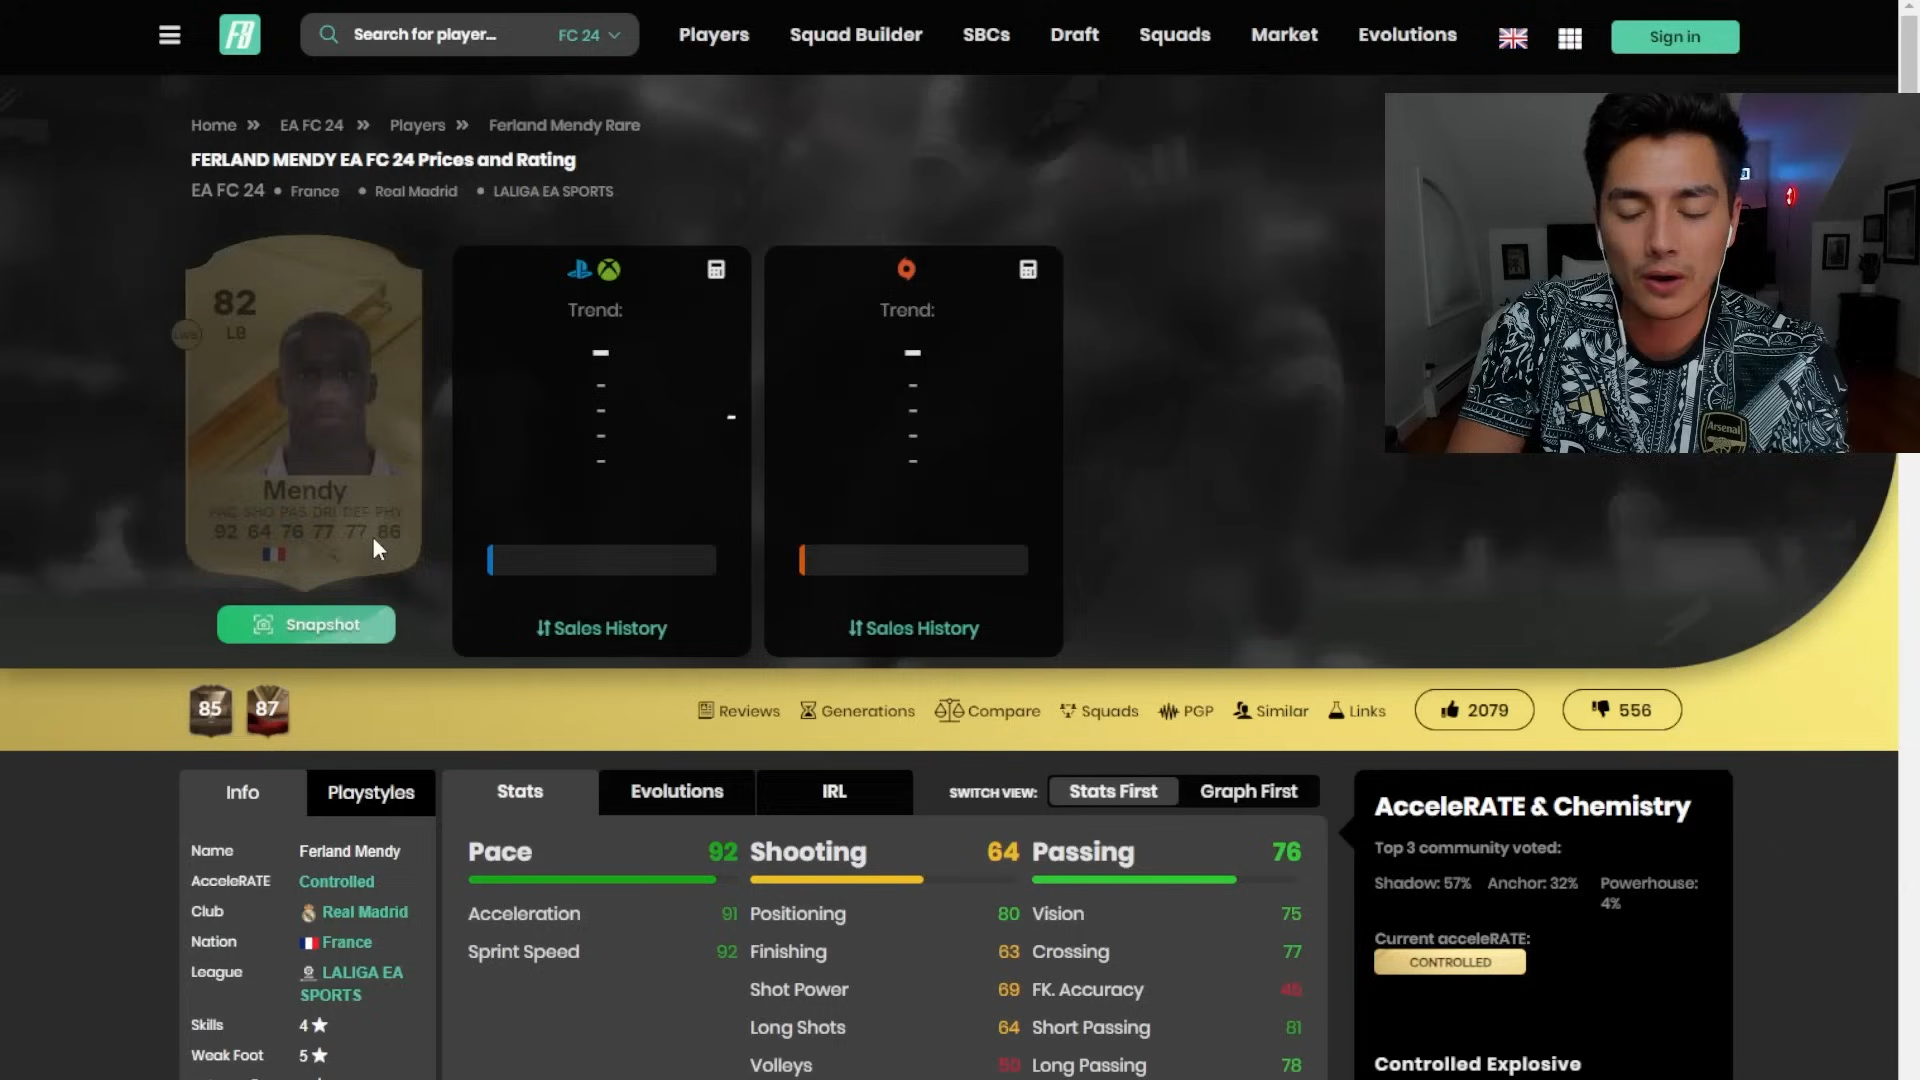 Search for player...
FC 24
Players
Squad Builder
SBCs
Draft
Squads
Market
Evolutions
Sign in
Home » EA FC 24 » Players » Ferland Mendy Rare
FERLAND MENDY EA FC 24 Prices and Rating
EA FC 24 • France • Real Madrid • LALIGA EA SPORTS
82
LB
LWB
Mendy
PAC SHO PAS DRI DEF PHY
92 64 76 77 77 86
Snapshot
Trend:
-
-
-
-
-
-
Sales History
Trend:
-
-
-
-
-
Sales History
Arsenal
85 87
Reviews
Generations
Compare
Squads
PGP
Similar
Links
2079
556
Info
Playstyles
Name Ferland Mendy
AcceleRATE Controlled
Club Real Madrid
Nation France
League LALIGA EA
SPORTS
Skills 4★
Weak Foot 5★
Stats
Evolutions
IRL
SWITCH VIEW:
Stats First
Graph First
Pace 92
Acceleration 91
Sprint Speed 92
Shooting 64
Positioning 80
Finishing 63
Shot Power 69
Long Shots 64
Volleys 50
Passing 76
Vision 75
Crossing 77
FK. Accuracy 45
Short Passing 81
Long Passing 78
AcceleRATE & Chemistry
Top 3 community voted:
Shadow: 57% Anchor: 32% Powerhouse:
4%
Current acceleRATE:
CONTROLLED
Controlled Explosive